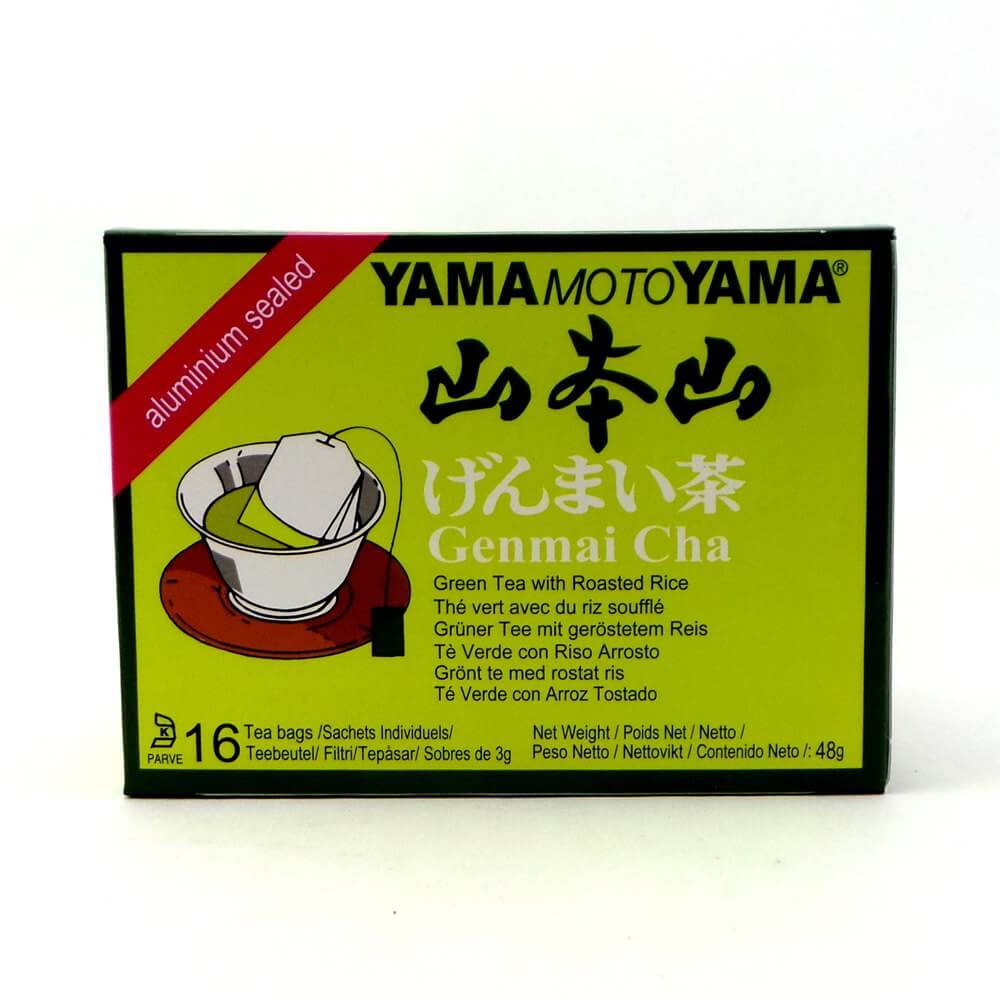 aluminium sealed
YAMAMOTOYAMA®
山本山
げんまい茶
Genmai Cha
Green Tea with Roasted Rice
Thé vert avec du riz soufflé
Grüner Tee mit geröstetem Reis
Tè Verde con Riso Arrosto
Grönt te med rostat ris
Té Verde con Arroz Tostado
K
PARVE
16 Tea bags /Sachets Individuels/
Teebeutel/ Filtri/Tepåsar/ Sobres de 3g
Net Weight / Poids Net / Netto /
Peso Netto / Nettovikt / Contenido Neto /: 48g